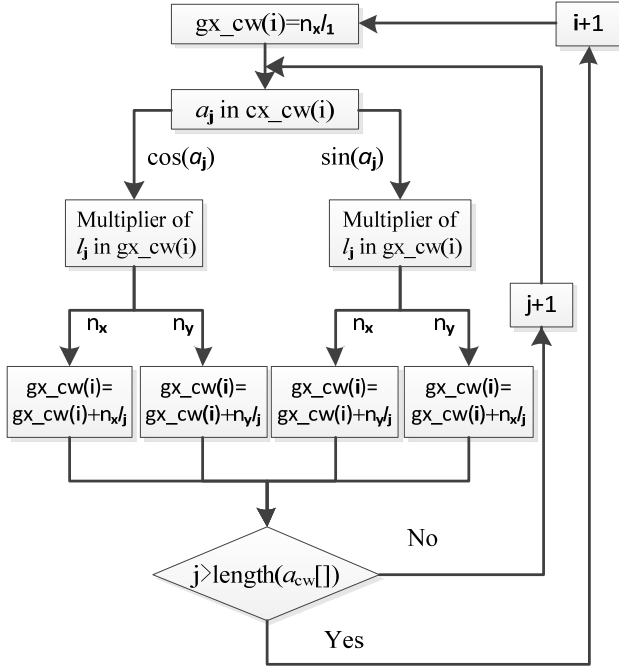 gx_cw(i)=nxl1
i+1
aj in cx_cw(i)
cos(aj)
sin(aj)
Multiplier of
lj in gx_cw(i)
Multiplier of
lj in gx_cw(i)
j+1
nx
ny
nx
ny
gx_cw(i)=
gx_cw(i)+nxlj
gx_cw(i)=
gx_cw(i)+nylj
gx_cw(i)=
gx_cw(i)+nylj
gx_cw(i)=
gx_cw(i)+nxlj
j>length(acw[])
No
Yes